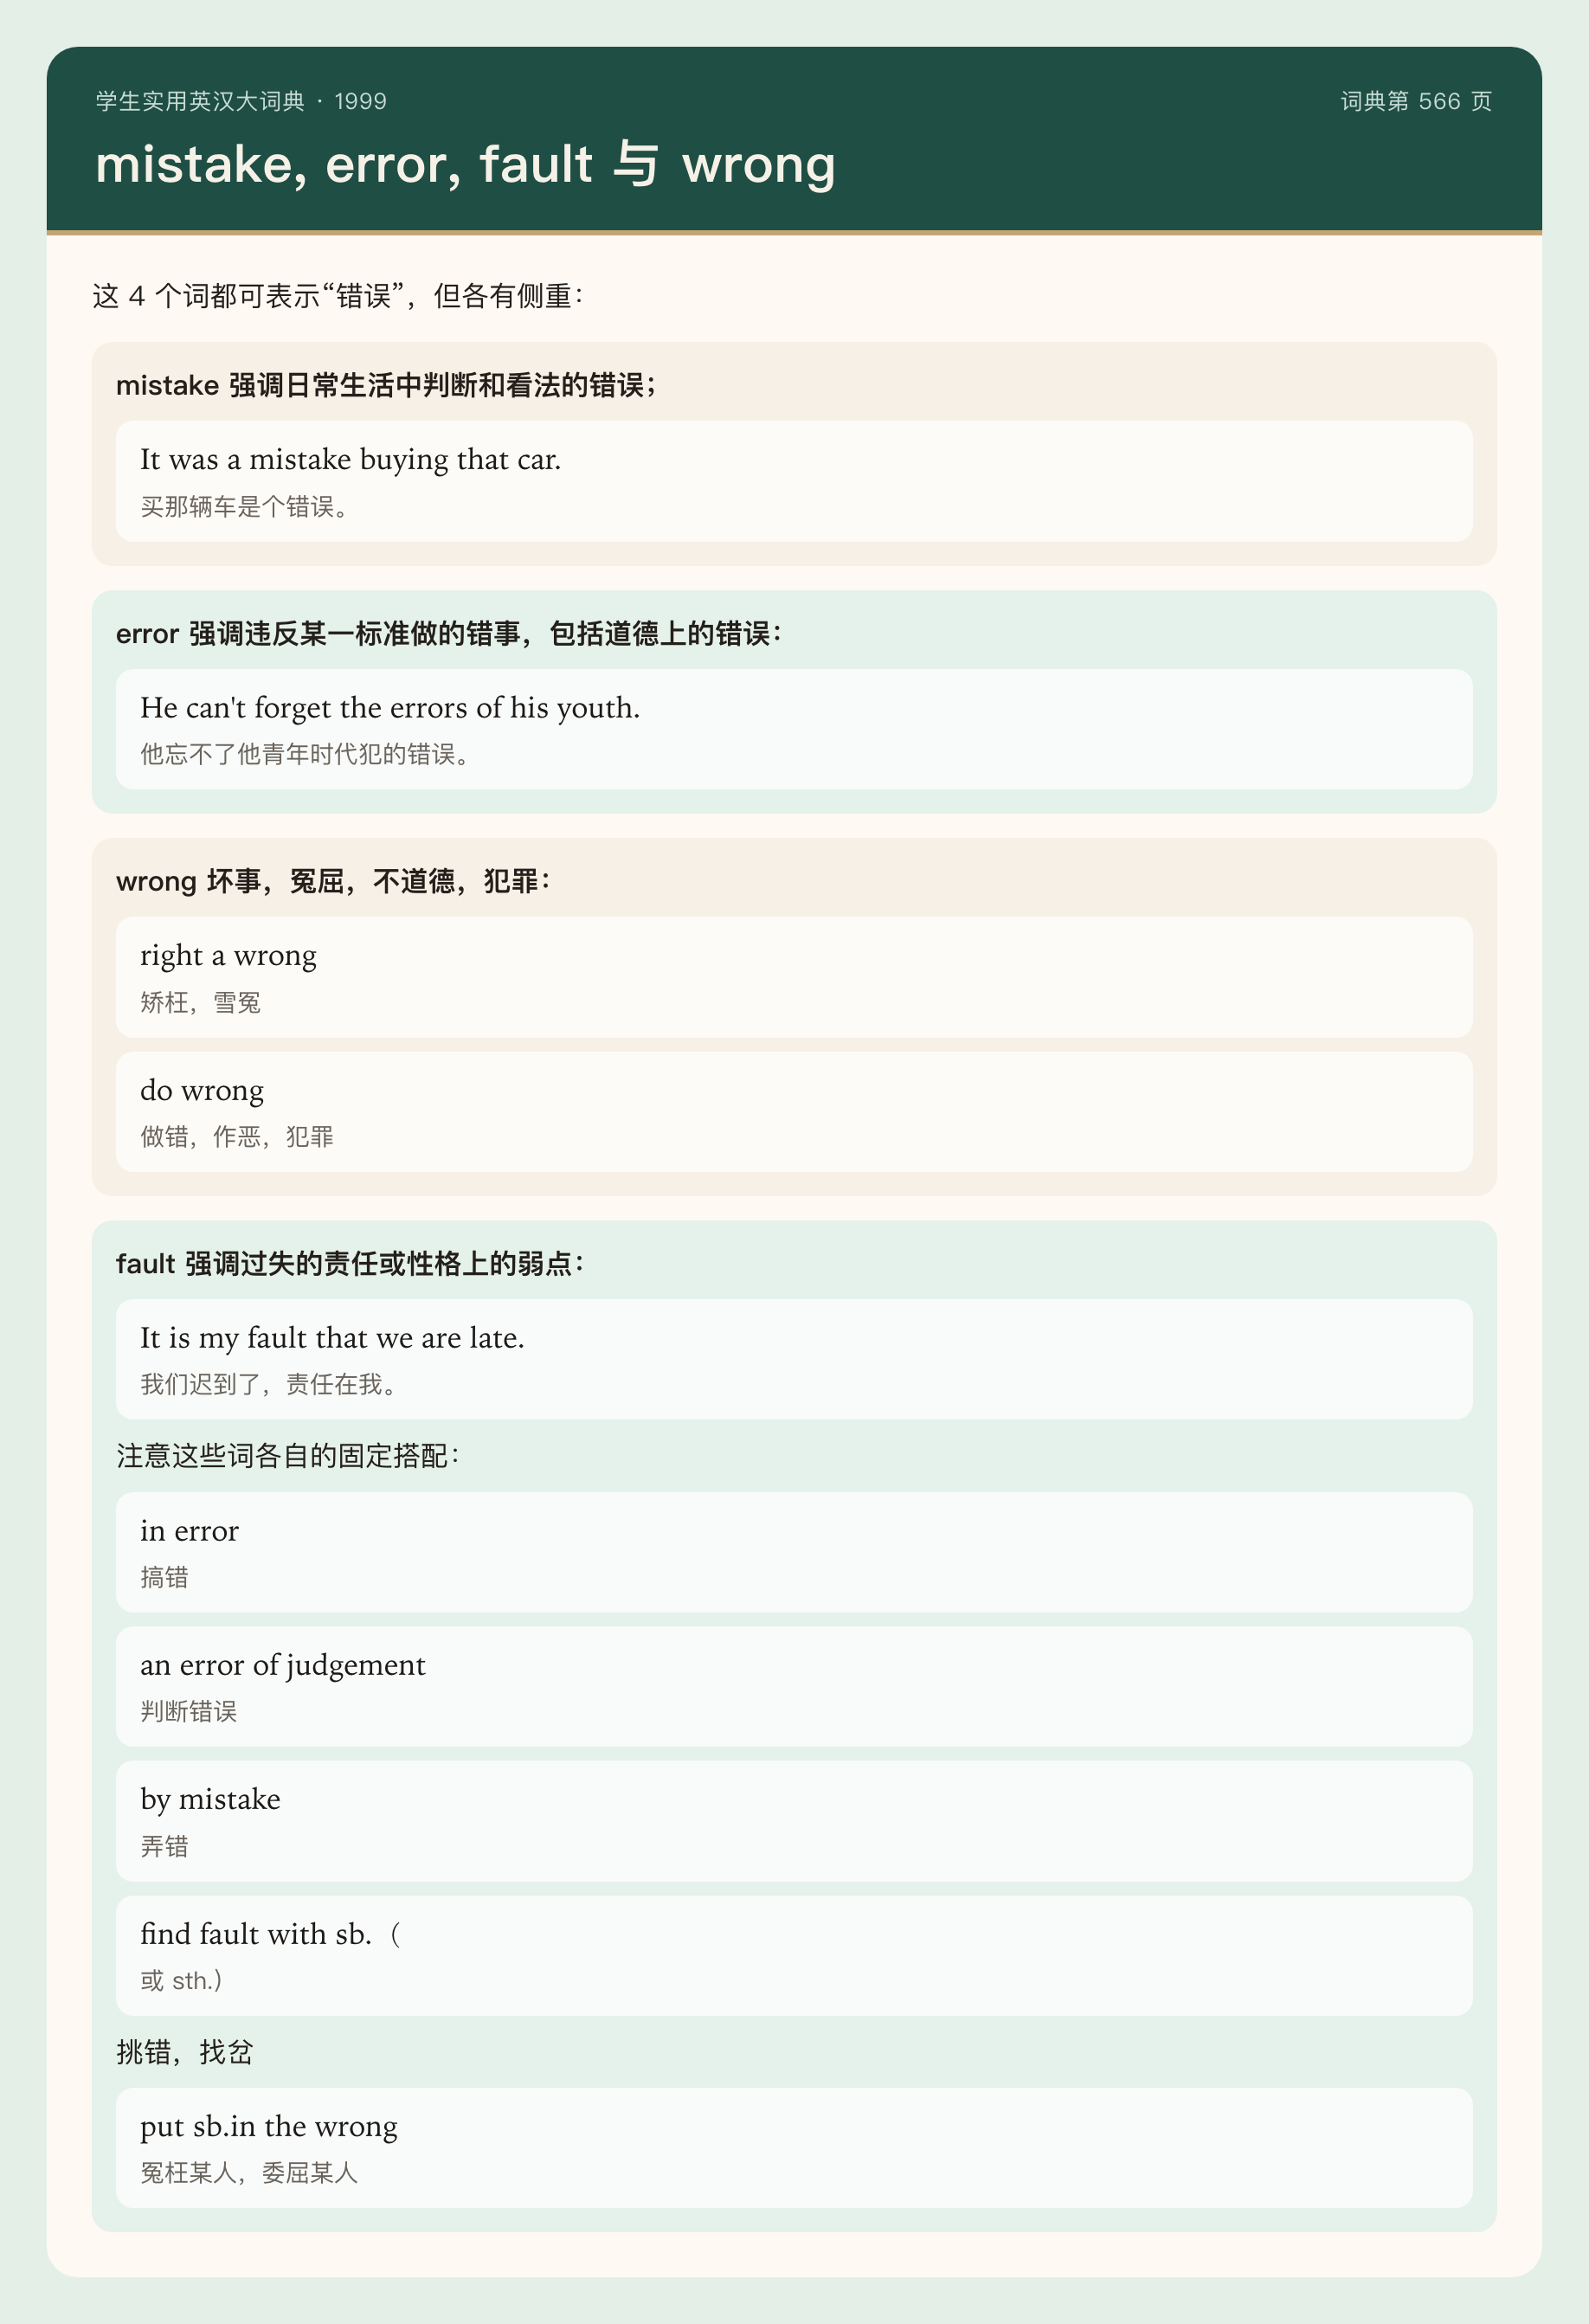 学生实用英汉大词典 · 1999
词典第 566 页
mistake, error, fault 与 wrong
这 4 个词都可表示“错误”，但各有侧重：
mistake 强调日常生活中判断和看法的错误；
It was a mistake buying that car.
买那辆车是个错误。
error 强调违反某一标准做的错事，包括道德上的错误：
He can't forget the errors of his youth.
他忘不了他青年时代犯的错误。
wrong 坏事，冤屈，不道德，犯罪：
right a wrong
矫枉，雪冤
do wrong
做错，作恶，犯罪
fault 强调过失的责任或性格上的弱点：
It is my fault that we are late.
我们迟到了，责任在我。
注意这些词各自的固定搭配：
in error
搞错
an error of judgement
判断错误
by mistake
弄错
find fault with sb.（
或 sth.)
挑错，找岔
put sb.in the wrong
冤枉某人，委屈某人